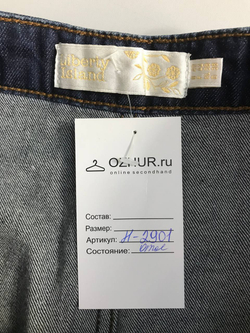 OZHUR.ru
online secondhand
Состав:
Размер:
Артикул: Н-2901
Состояние: отл